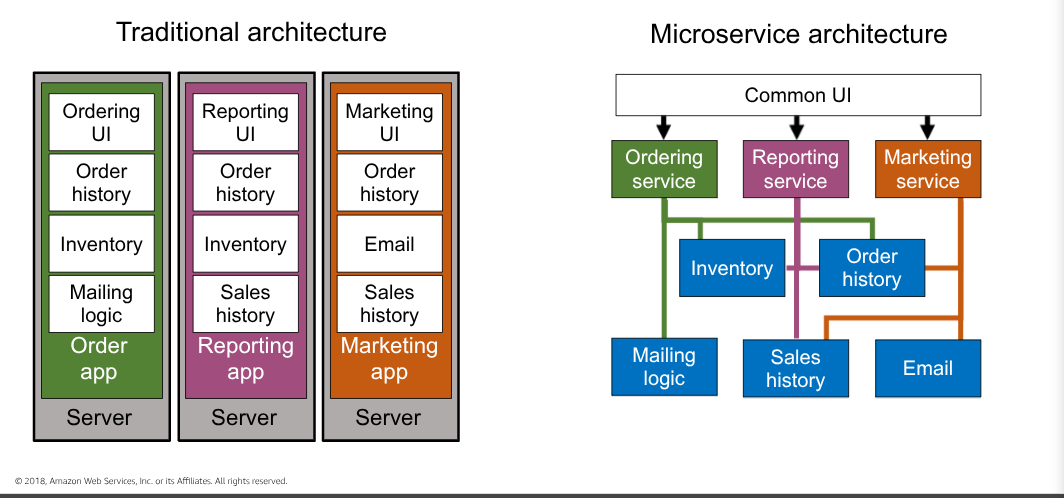 Traditional architecture
Ordering
UI
Order
history
Inventory
Mailing
logic
Order
app
Server
Reporting
UI
Order
history
Inventory
Sales
history
Reporting
app
Server
Marketing
UI
Order
history
Email
Sales
history
Marketing
app
Server
Microservice architecture
Common UI
Ordering
service
Reporting
service
Marketing
service
Inventory
Order
history
Mailing
logic
Sales
history
Email
© 2018, Amazon Web Services, Inc. or its Affiliates. All rights reserved.